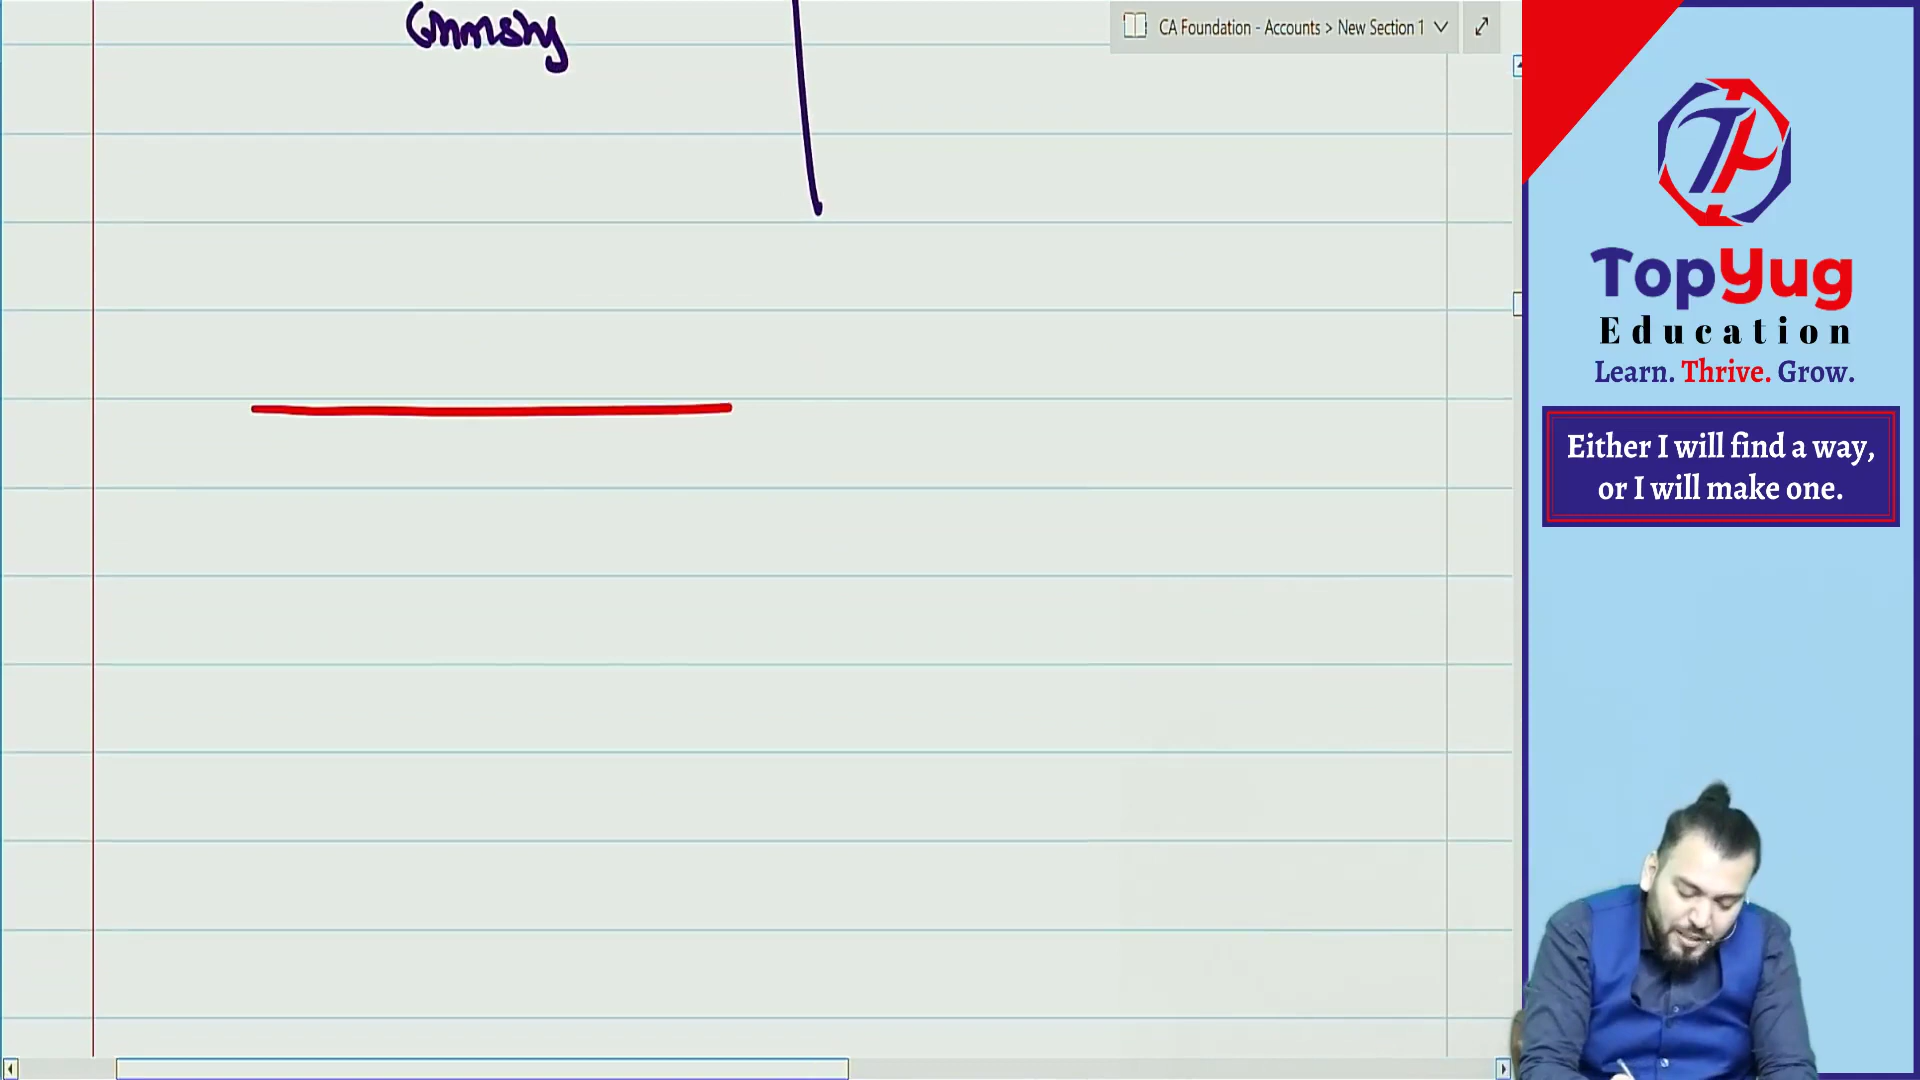 CA Foundation - Accounts > New Section 1
TopYug
Education
Learn. Thrive. Grow.
Either I will find a way,
or I will make one.